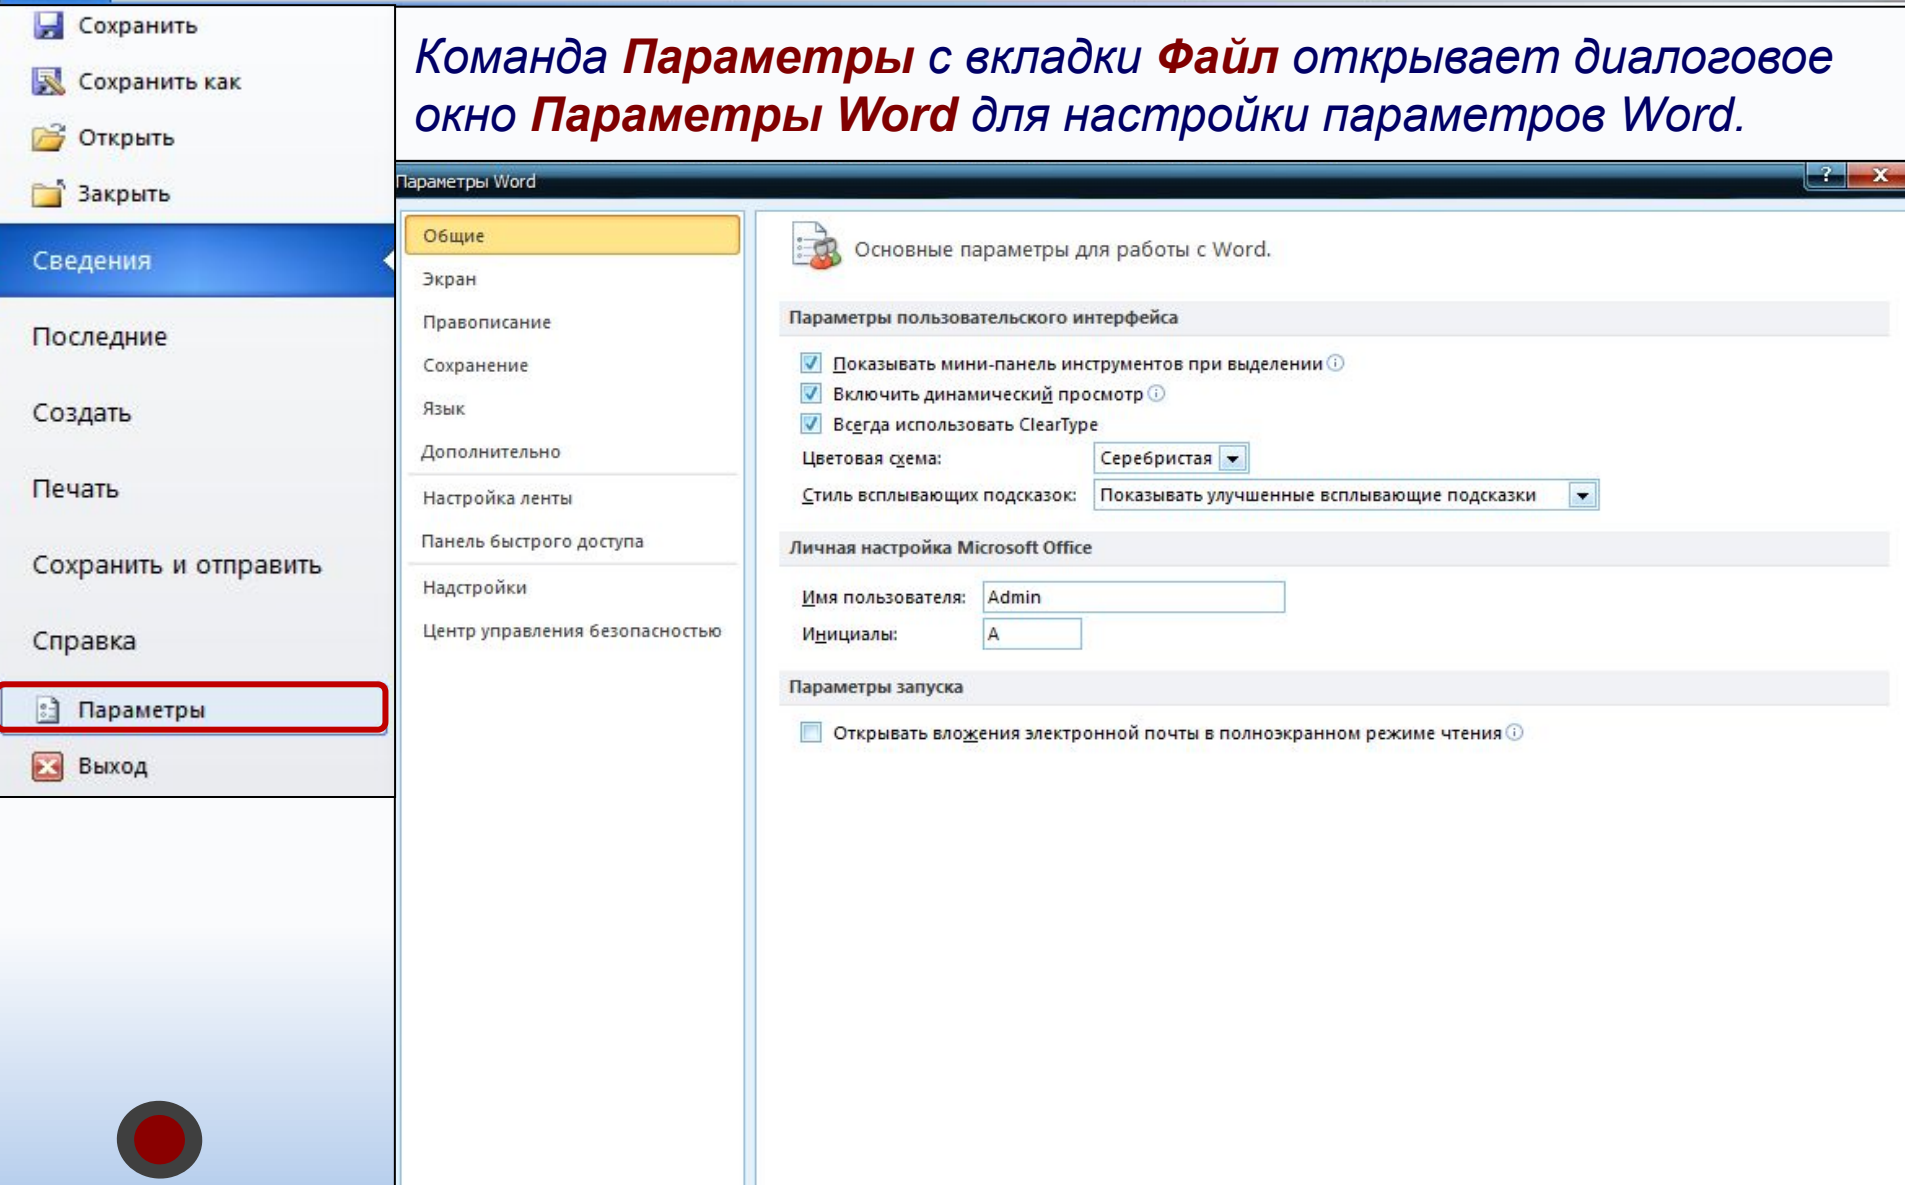 Сохранить
Сохранить как
Открыть
Закрыть
Сведения
Последние
Создать
Печать
Сохранить и отправить
Справка
Параметры
Выход
Команда Параметры с вкладки Файл открывает диалоговое
окно Параметры Word для настройки параметров Word.
Параметры Word
Общие
Экран
Правописание
Сохранение
Язык
Дополнительно
Настройка ленты
Панель быстрого доступа
Надстройки
Центр управления безопасностью
Основные параметры для работы с Word.
Параметры пользовательского интерфейса
Показывать мини-панель инструментов при выделении
Включить динамический просмотр
Всегда использовать ClearType
Цветовая схема: Серебристая
Стиль всплывающих подсказок: Показывать улучшенные всплывающие подсказки
Личная настройка Microsoft Office
Имя пользователя: Admin
Инициалы: A
Параметры запуска
Открывать вложения электронной почты в полноэкранном режиме чтения